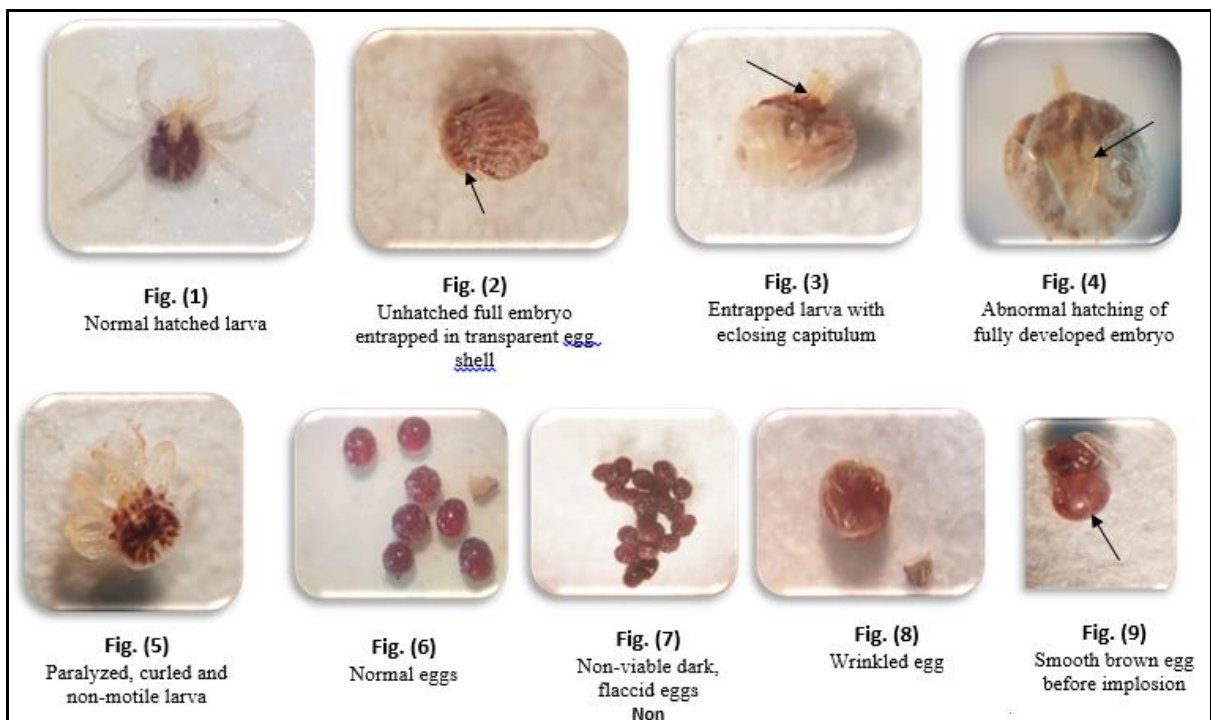 Fig. (1)
Normal hatched larva
Fig. (2)
Unhatched full embryo
entrapped in transparent egg
shell
Fig. (3)
Entrapped larva with
eclosing capitulum
Fig. (4)
Abnormal hatching of
fully developed embryo
Fig. (5)
Paralyzed, curled and
non-motile larva
Fig. (6)
Normal eggs
Fig. (7)
Non-viable dark,
flaccid eggs
Non
Fig. (8)
Wrinkled egg
Fig. (9)
Smooth brown egg
before implosion